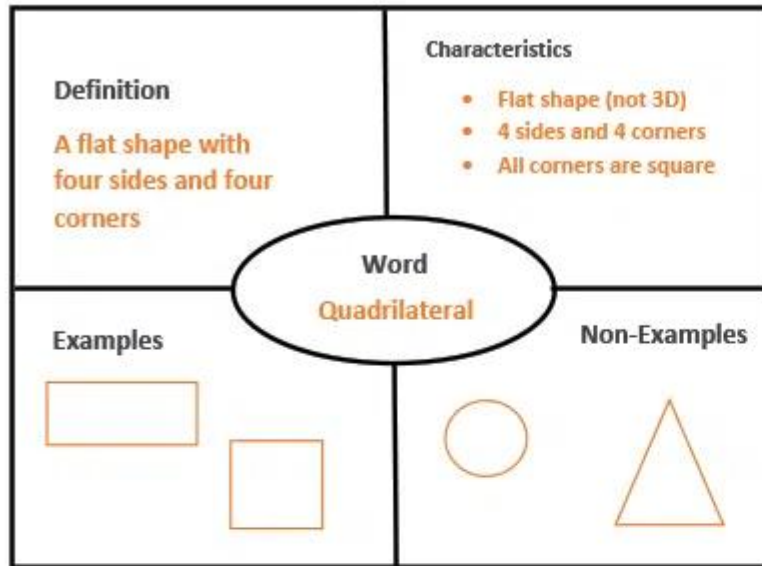 Definition
A flat shape with
four sides and four
corners
Characteristics
• Flat shape (not 3D)
• 4 sides and 4 corners
• All corners are square
Word
Quadrilateral
Examples
Non-Examples